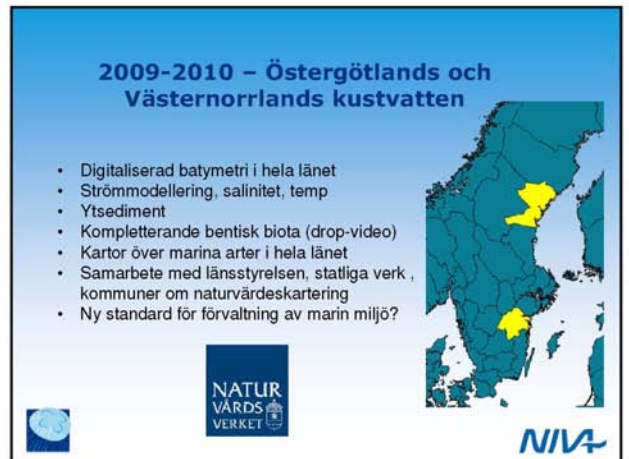 2009-2010 – Östergötlands och
Västernorrlands kustvatten
• Digitaliserad batymetri i hela länet
• Strömmodellering, salinitet, temp
• Ytsediment
• Kompletterande bentisk biota (drop-video)
• Kartor över marina arter i hela länet
• Samarbete med länsstyrelsen, statliga verk ,
kommuner om naturvärdeskartering
• Ny standard för förvaltning av marin miljö?
NATUR
VÅRDS
VERKET
NIVA